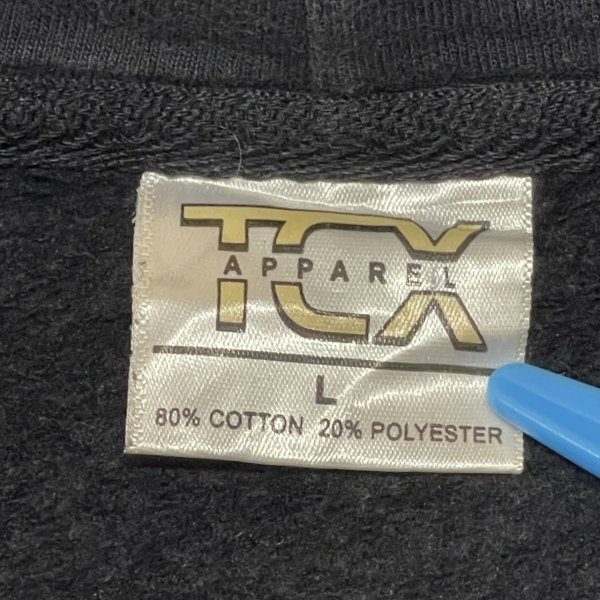 TCX
APPAREL
L
80% COTTON 20% POLYESTER